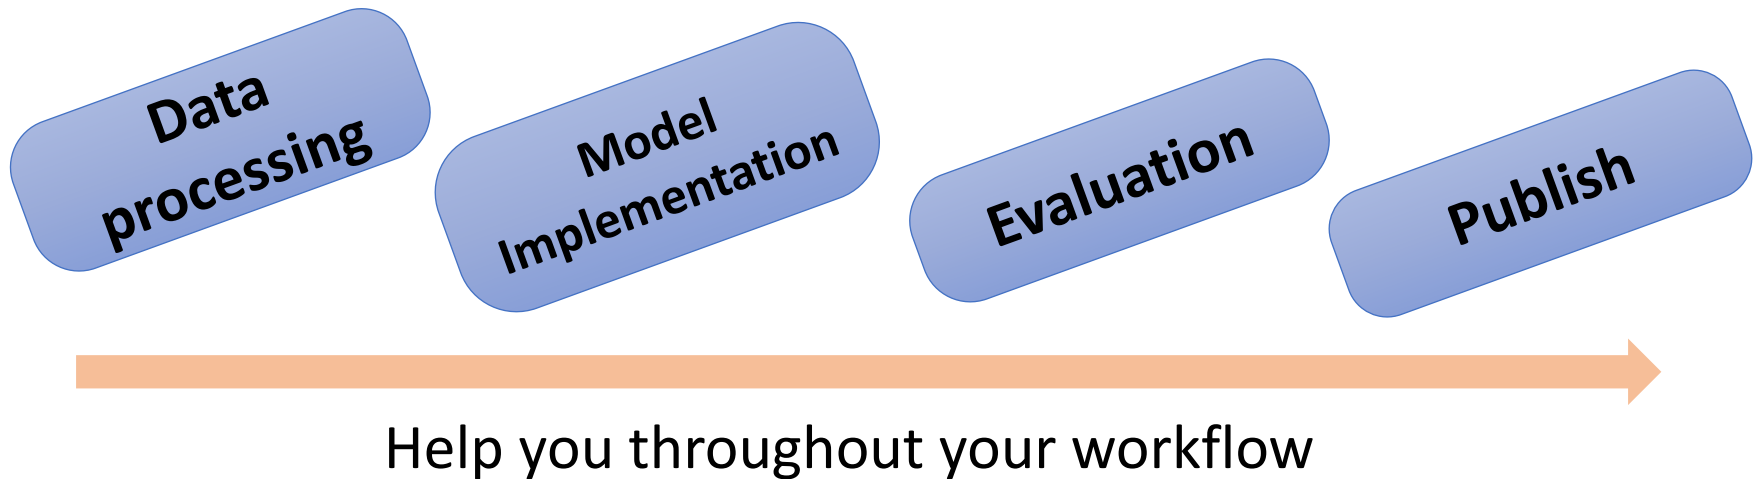 Data
processing
Model
Implementation
Evaluation
Publish
Help you throughout your workflow